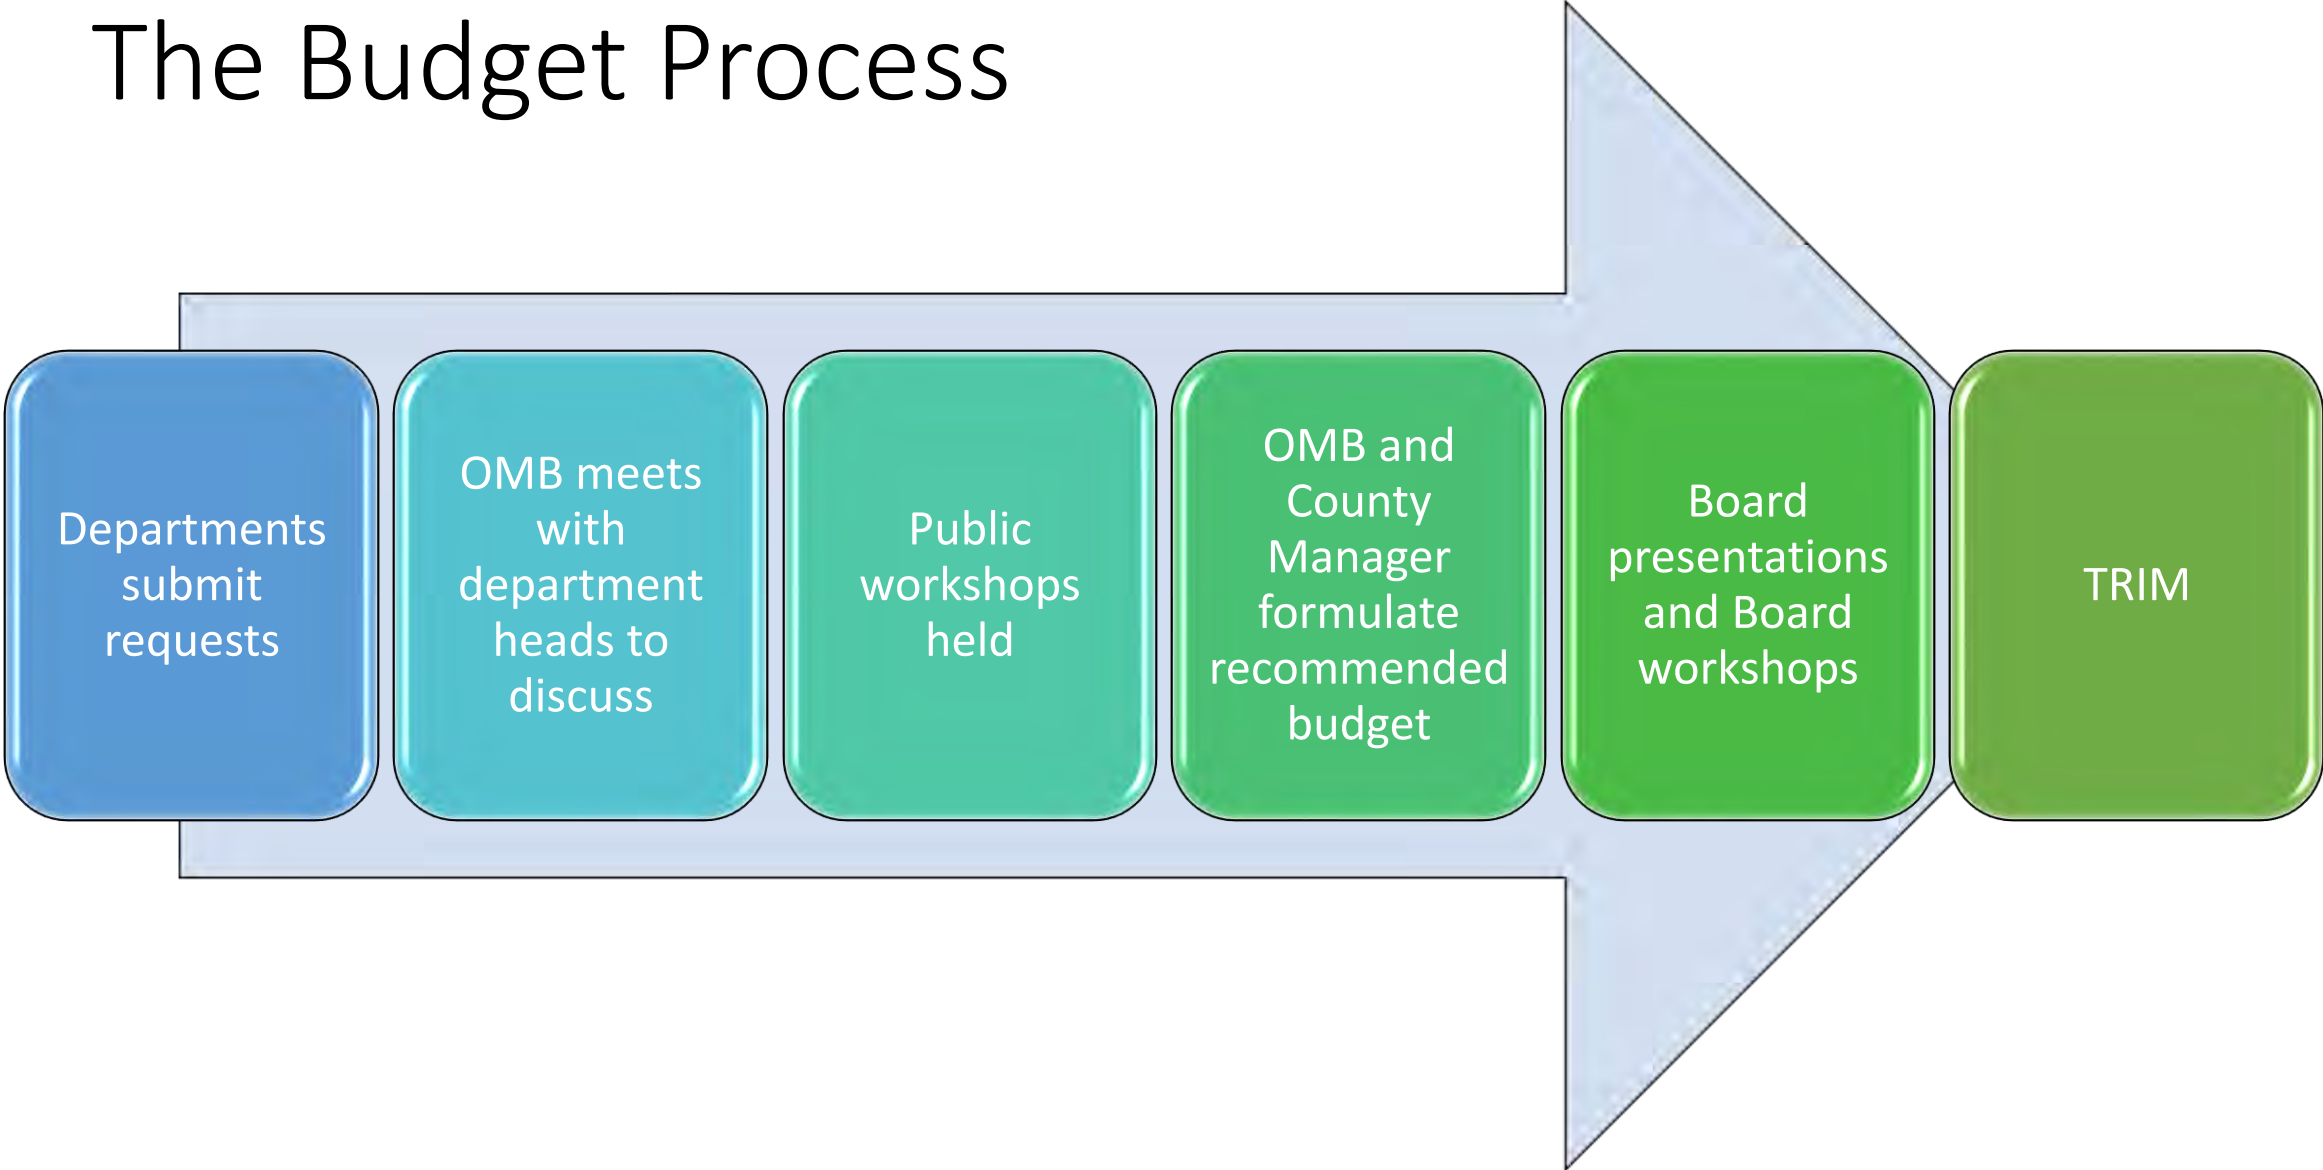 The Budget Process
Departments
submit
requests
OMB meets
with
department
heads to
discuss
Public
workshops
held
OMB and
County
Manager
formulate
recommended
budget
Board
presentations
and Board
workshops
TRIM